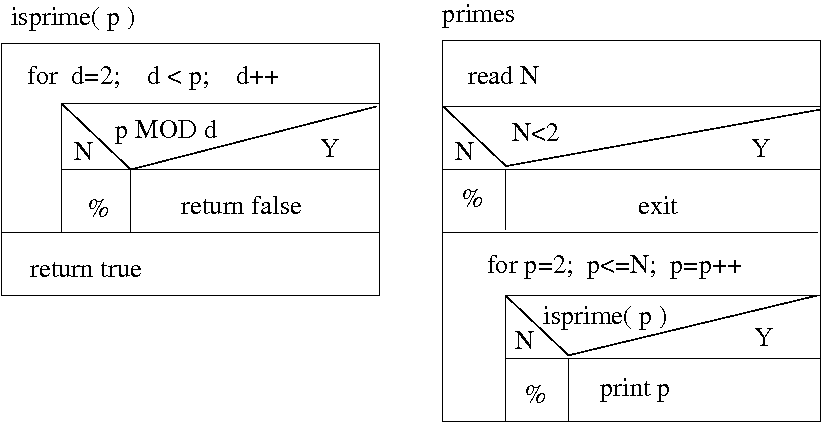 isprime( p )
for d=2; d < p; d++
p MOD d
N
Y
%
return false
return true
primes
read N
N<2
N
Y
%
exit
for p=2; p<=N; p=p++
isprime( p )
N
Y
%
print p